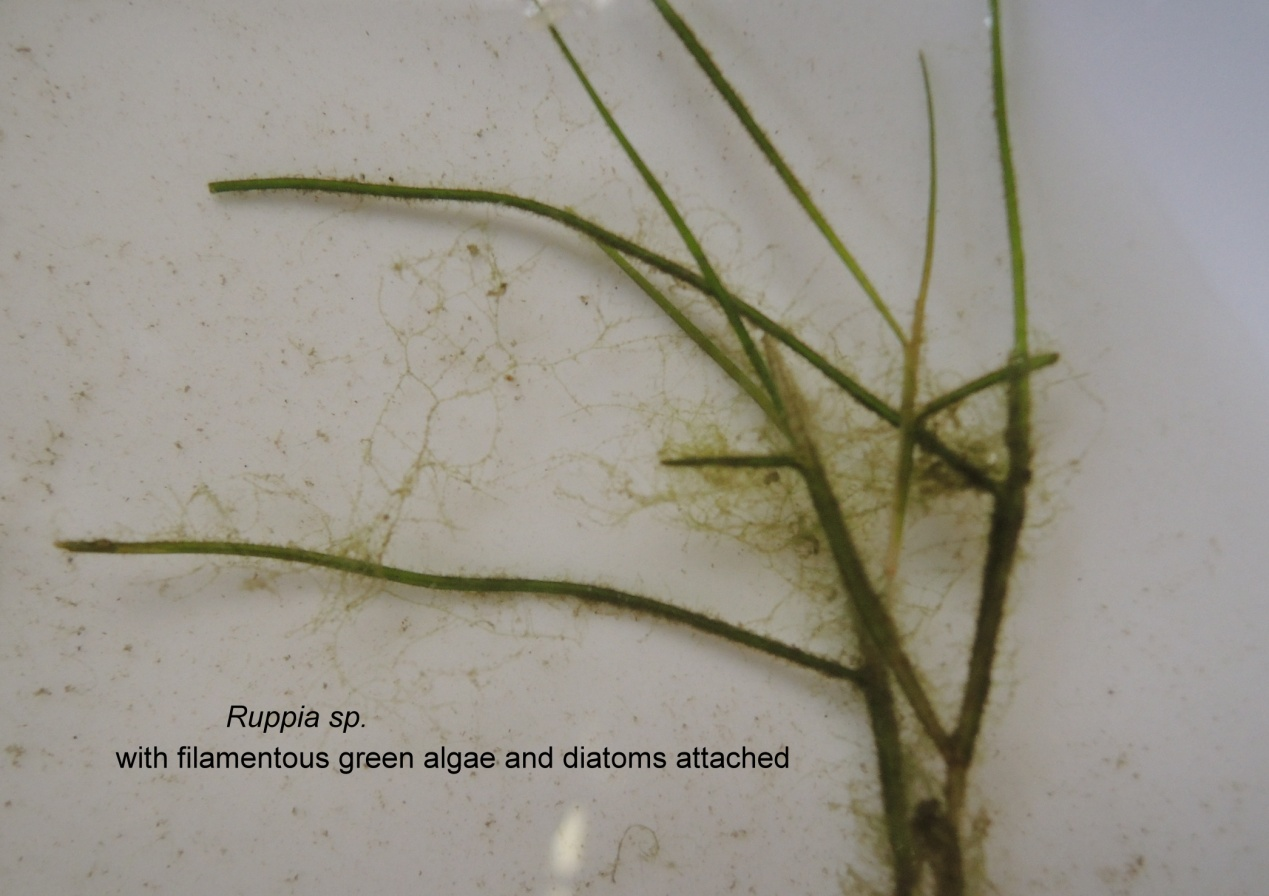 Ruppia sp.
with filamentous green algae and diatoms attached